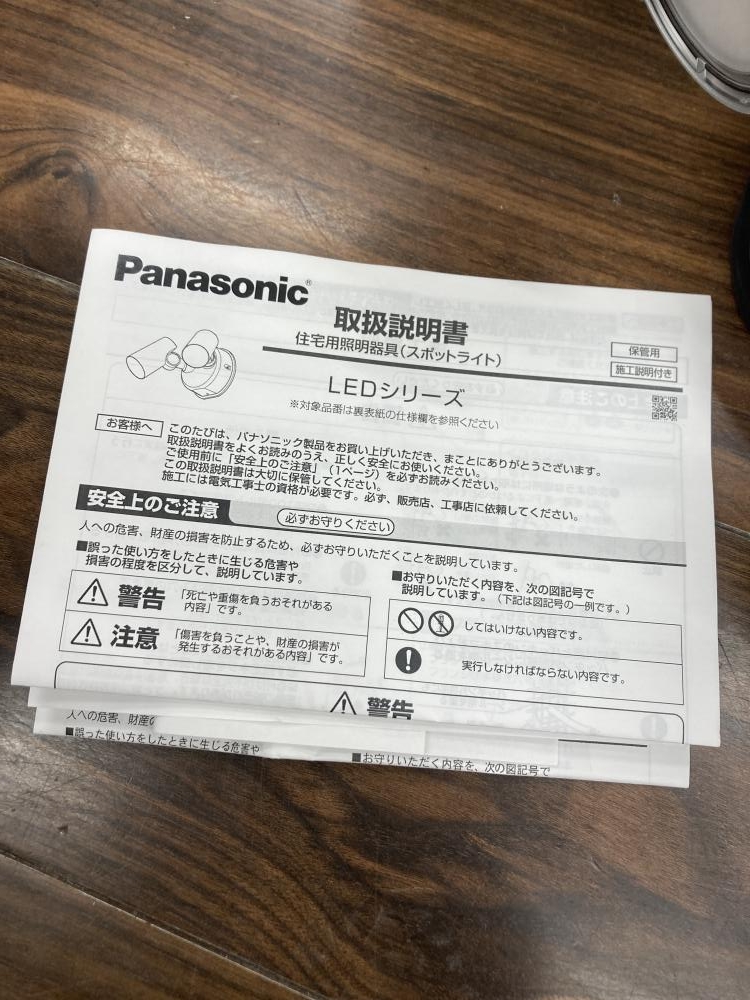 Panasonic®
取扱説明書
住宅用照明器具(スポットライト)
保管用
施工説明付き
LEDシリーズ
※対象品番は裏表紙の仕様欄を参照ください
お客様へ
このたびは、パナソニック製品をお買い上げいただき、まことにありがとうございます。
取扱説明書をよくお読みのうえ、正しく安全にお使いください。
ご使用前に「安全上のご注意」(1ページ)を必ずお読みください。
この取扱説明書は大切に保管してください。
施工には電気工事士の資格が必要です。必ず、販売店、工事店に依頼してください。
安全上のご注意
必ずお守りください
人への危害、財産の損害を防止するため、必ずお守りいただくことを説明しています。
■誤った使い方をしたときに生じる危害や
損害の程度を区分して、説明しています。
警告
「死亡や重傷を負うおそれがある
内容」です。
注意
「傷害を負うことや、財産の損害が
発生するおそれがある内容」です。
■お守りいただく内容を、次の図記号で
説明しています。(下記は図記号の一例です。)
してはいけない内容です。
実行しなければならない内容です。
警告
人への危害、財産の
■誤った使い方をしたときに生じる危害や
■お守りいただく内容を、次の図記号で